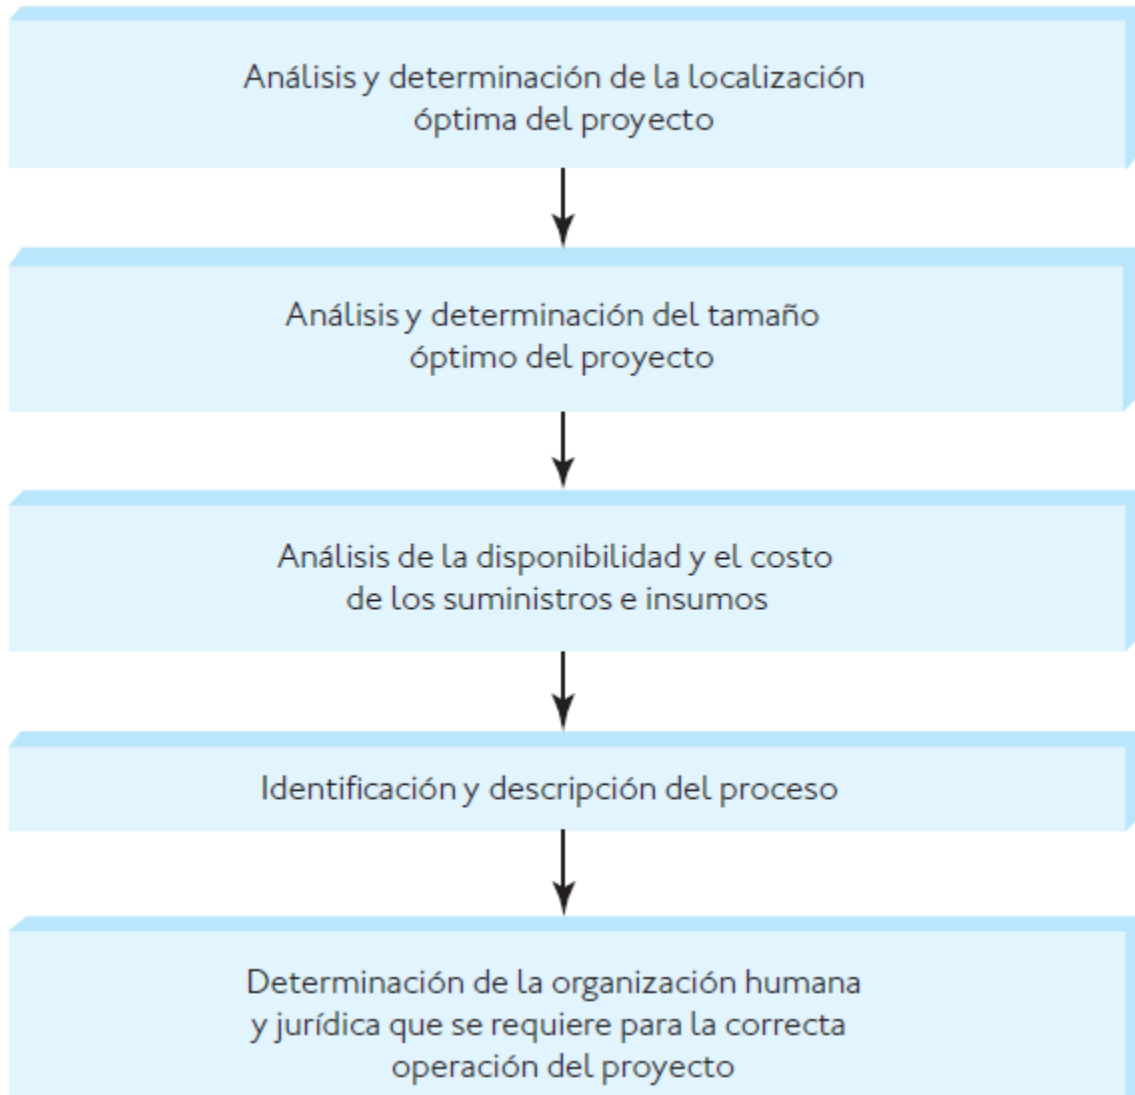 Análisis y determinación de la localización
óptima del proyecto
Análisis y determinación del tamaño
óptimo del proyecto
Análisis de la disponibilidad y el costo
de los suministros e insumos
Identificación y descripción del proceso
Determinación de la organización humana
y jurídica que se requiere para la correcta
operación del proyecto